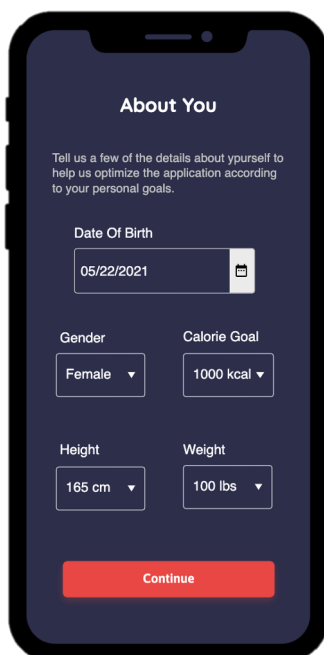 About You
Tell us a few of the details about ypurself to
help us optimize the application according
to your personal goals.
Date Of Birth
05/22/2021
Gender
Calorie Goal
Female
1000 kcal
Height
Weight
165 cm
100 lbs
Continue